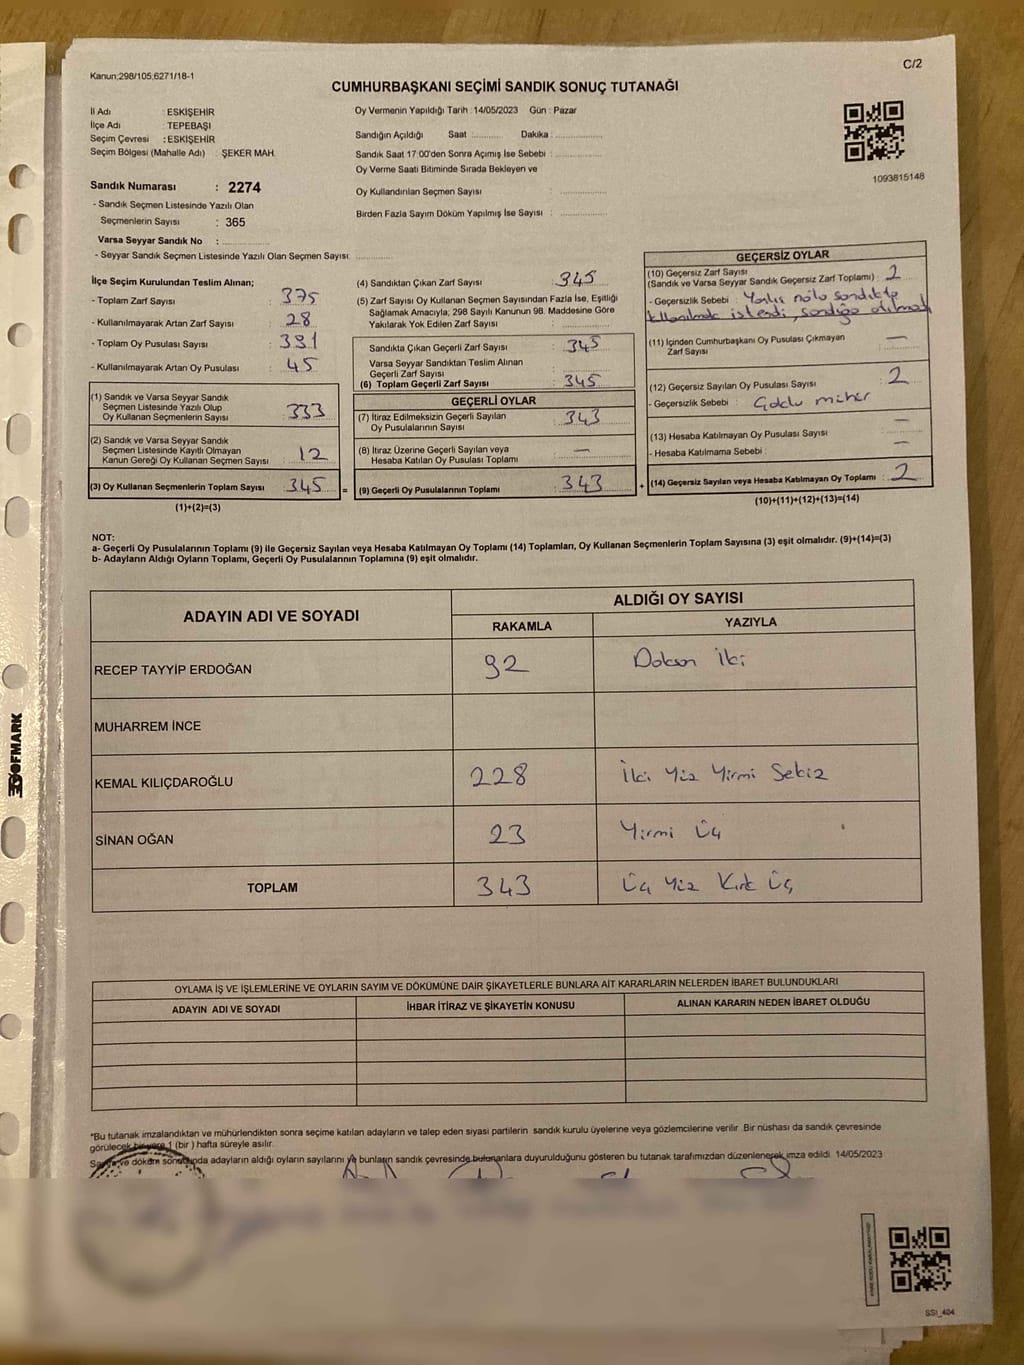 C/2
Kanun;298/105;6271/18-1
CUMHURBAŞKANI SEÇİMİ SANDIK SONUÇ TUTANAĞI
İl Adı : ESKİŞEHİR
İlçe Adı : TEPEBAŞI
Seçim Çevresi : ESKİŞEHİR
Seçim Bölgesi (Mahalle Adı) : ŞEKER MAH.
Sandık Numarası : 2274
- Sandık Seçmen Listesinde Yazılı Olan
Seçmenlerin Sayısı : 365
Varsa Seyyar Sandık No :
- Seyyar Sandık Seçmen Listesinde Yazılı Olan Seçmen Sayısı:
Oy Vermenin Yapıldığı Tarih : 14/05/2023 Gün : Pazar
Sandığın Açıldığı Saat : Dakika :
Sandık Saat 17:00'den Sonra Açımış İse Sebebi :
Oy Verme Saati Bitiminde Sırada Bekleyen ve
Oy Kullandırılan Seçmen Sayısı :
Birden Fazla Sayım Döküm Yapılmış İse Sayısı :
1093815148
İlçe Seçim Kurulundan Teslim Alınan;
- Toplam Zarf Sayısı : 375
- Kullanılmayarak Artan Zarf Sayısı : 28
- Toplam Oy Pusulası Sayısı : 391
- Kullanılmayarak Artan Oy Pusulası : 45
(1) Sandık ve Varsa Seyyar Sandık
Seçmen Listesinde Yazılı Olup
Oy Kullanan Seçmenlerin Sayısı : 333
(2) Sandık ve Varsa Seyyar Sandık
Seçmen Listesinde Kayıtlı Olmayan
Kanun Gereği Oy Kullanan Seçmen Sayısı : 12
(3) Oy Kullanan Seçmenlerin Toplam Sayısı : 345 =
(1)+(2)=(3)
(4) Sandıktan Çıkan Zarf Sayısı : 345
(5) Zarf Sayısı Oy Kullanan Seçmen Sayısından Fazla İse, Eşitliği
Sağlamak Amacıyla; 298 Sayılı Kanunun 98. Maddesine Göre
Yakılarak Yok Edilen Zarf Sayısı :
Sandıkta Çıkan Geçerli Zarf Sayısı : 345
Varsa Seyyar Sandıktan Teslim Alınan
Geçerli Zarf Sayısı :
(6) Toplam Geçerli Zarf Sayısı : 345
GEÇERLİ OYLAR
(7) İtiraz Edilmeksizin Geçerli Sayılan
Oy Pusulalarının Sayısı : 343
(8) İtiraz Üzerine Geçerli Sayılan veya
Hesaba Katılan Oy Pusulası Toplamı : —
(9) Geçerli Oy Pusulalarının Toplamı : 343 +
GEÇERSİZ OYLAR
(10) Geçersiz Zarf Sayısı
(Sandık ve Varsa Seyyar Sandık Geçersiz Zarf Toplamı) : 2
- Geçersizlik Sebebi : Yanlış nolu sandıkta
kullanılmak istendi, sandığa atılmadı
(11) İçinden Cumhurbaşkanı Oy Pusulası Çıkmayan
Zarf Sayısı : —
(12) Geçersiz Sayılan Oy Pusulası Sayısı : 2
- Geçersizlik Sebebi : Çoklu mühür
(13) Hesaba Katılmayan Oy Pusulası Sayısı : —
- Hesaba Katılmama Sebebi : —
(14) Geçersiz Sayılan veya Hesaba Katılmayan Oy Toplamı : 2
(10)+(11)+(12)+(13)=(14)
NOT:
a- Geçerli Oy Pusulalarının Toplamı (9) ile Geçersiz Sayılan veya Hesaba Katılmayan Oy Toplamı (14) Toplamları, Oy Kullanan Seçmenlerin Toplam Sayısına (3) eşit olmalıdır. (9)+(14)=(3)
b- Adayların Aldığı Oyların Toplamı, Geçerli Oy Pusulalarının Toplamına (9) eşit olmalıdır.
ADAYIN ADI VE SOYADI
ALDIĞI OY SAYISI
RAKAMLA YAZIYLA
RECEP TAYYİP ERDOĞAN 92 Doksan İki
MUHARREM İNCE
KEMAL KILIÇDAROĞLU 228 İki Yüz Yirmi Sekiz
SİNAN OĞAN 23 Yirmi Üç
TOPLAM 343 Üç Yüz Kırk Üç
OYLAMA İŞ VE İŞLEMLERİNE VE OYLARIN SAYIM VE DÖKÜMÜNE DAİR ŞİKAYETLERLE BUNLARA AİT KARARLARIN NELERDEN İBARET BULUNDUKLARI
ADAYIN ADI VE SOYADI İHBAR İTİRAZ VE ŞİKAYETİN KONUSU ALINAN KARARIN NEDEN İBARET OLDUĞU
*Bu tutanak imzalandıktan ve mühürlendikten sonra seçime katılan adayların ve talep eden siyasi partilerin sandık kurulu üyelerine veya gözlemcilerine verilir. Bir nüshası da sandık çevresinde
görülecek bir yere 1 (bir ) hafta süreyle asılır.
Sayım ve döküm sonucunda adayların aldığı oyların sayılarını ve bunların sandık çevresinde bulunanlara duyurulduğunu gösteren bu tutanak tarafımızdan düzenlenerek imza edildi. 14/05/2023
SSI_404